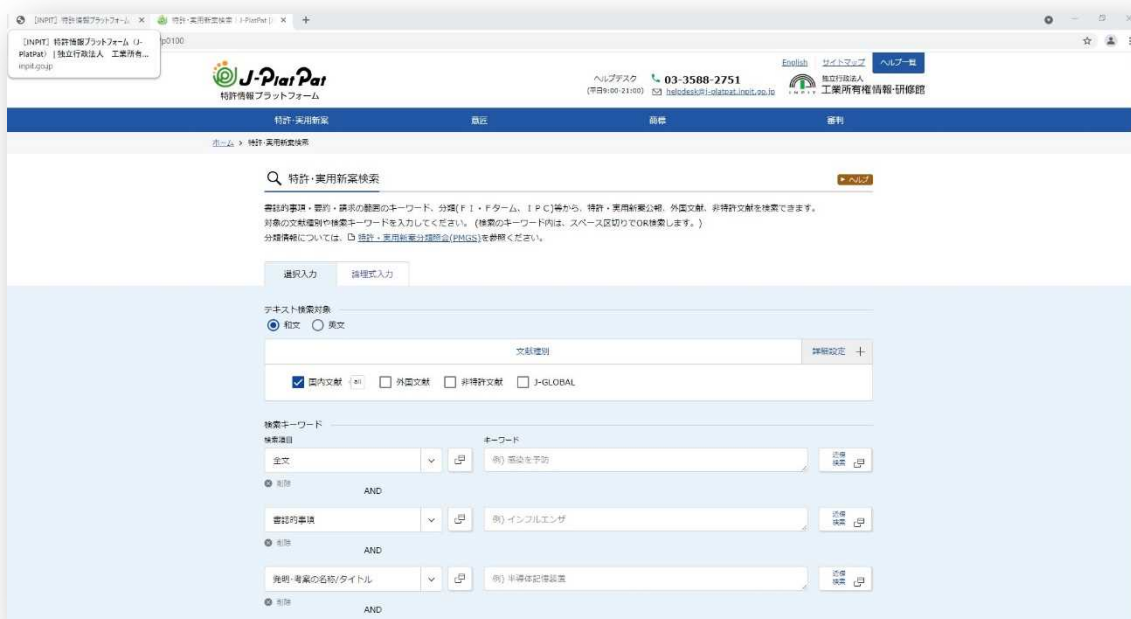 [INPIT] 特許情報プラットフォーム
特許・実用新案検索 | J-PlatPat [
[INPIT] 特許情報プラットフォーム (J-
PlatPat) | 独立行政法人 工業所有...
inpit.go.jp
p0100
English サイトマップ ヘルプ一覧
J-PlatPat
特許情報プラットフォーム
ヘルプデスク 03-3588-2751
(平日9:00-21:00) helpdesk@j-platpat.inpit.go.jp
INPIT
独立行政法人
工業所有権情報・研修館
特許・実用新案 意匠 商標 審判
ホーム > 特許・実用新案検索
特許・実用新案検索
ヘルプ
書誌的事項・要約・請求の範囲のキーワード、分類(FI・Fターム、IPC)等から、特許・実用新案公報、外国文献、非特許文献を検索できます。
対象の文献種別や検索キーワードを入力してください。(検索のキーワード内は、スペース区切りでOR検索します。)
分類情報については、特許・実用新案分類照会(PMGS)を参照ください。
選択入力 論理式入力
テキスト検索対象
和文 英文
文献種別 詳細設定 +
国内文献 all 外国文献 非特許文献 J-GLOBAL
検索キーワード
検索項目 キーワード
全文 例) 感染を予防 近傍
検索
削除
AND
書誌的事項 例) インフルエンザ 近傍
検索
削除
AND
発明・考案の名称/タイトル 例) 半導体記憶装置 近傍
検索
削除
AND